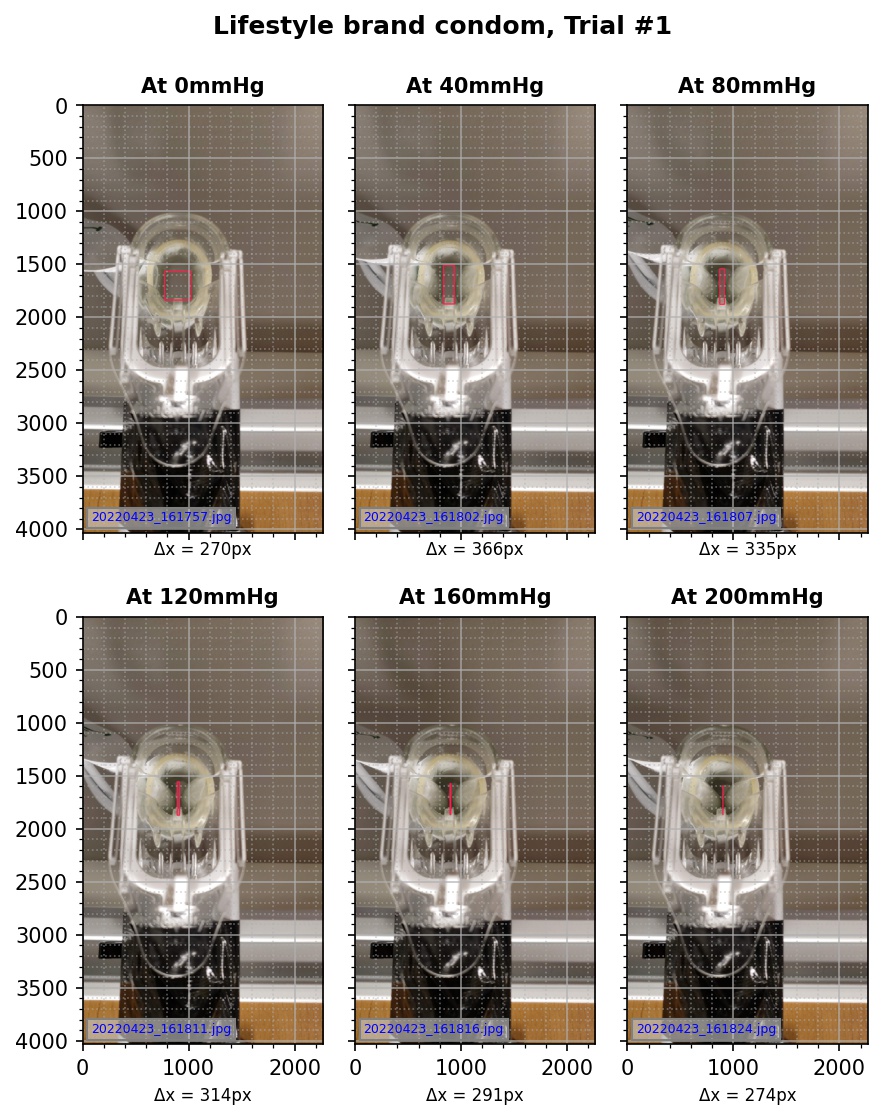 Lifestyle brand condom, Trial #1
At 0mmHg
At 40mmHg
At 80mmHg
0
500
1000
1500
2000
2500
3000
3500
4000
20220423_161757.jpg
20220423_161802.jpg
20220423_161807.jpg
Δx = 270px
Δx = 366px
Δx = 335px
At 120mmHg
At 160mmHg
At 200mmHg
0
500
1000
1500
2000
2500
3000
3500
4000
20220423_161811.jpg
20220423_161816.jpg
20220423_161824.jpg
0 1000 2000
0 1000 2000
0 1000 2000
Δx = 314px
Δx = 291px
Δx = 274px